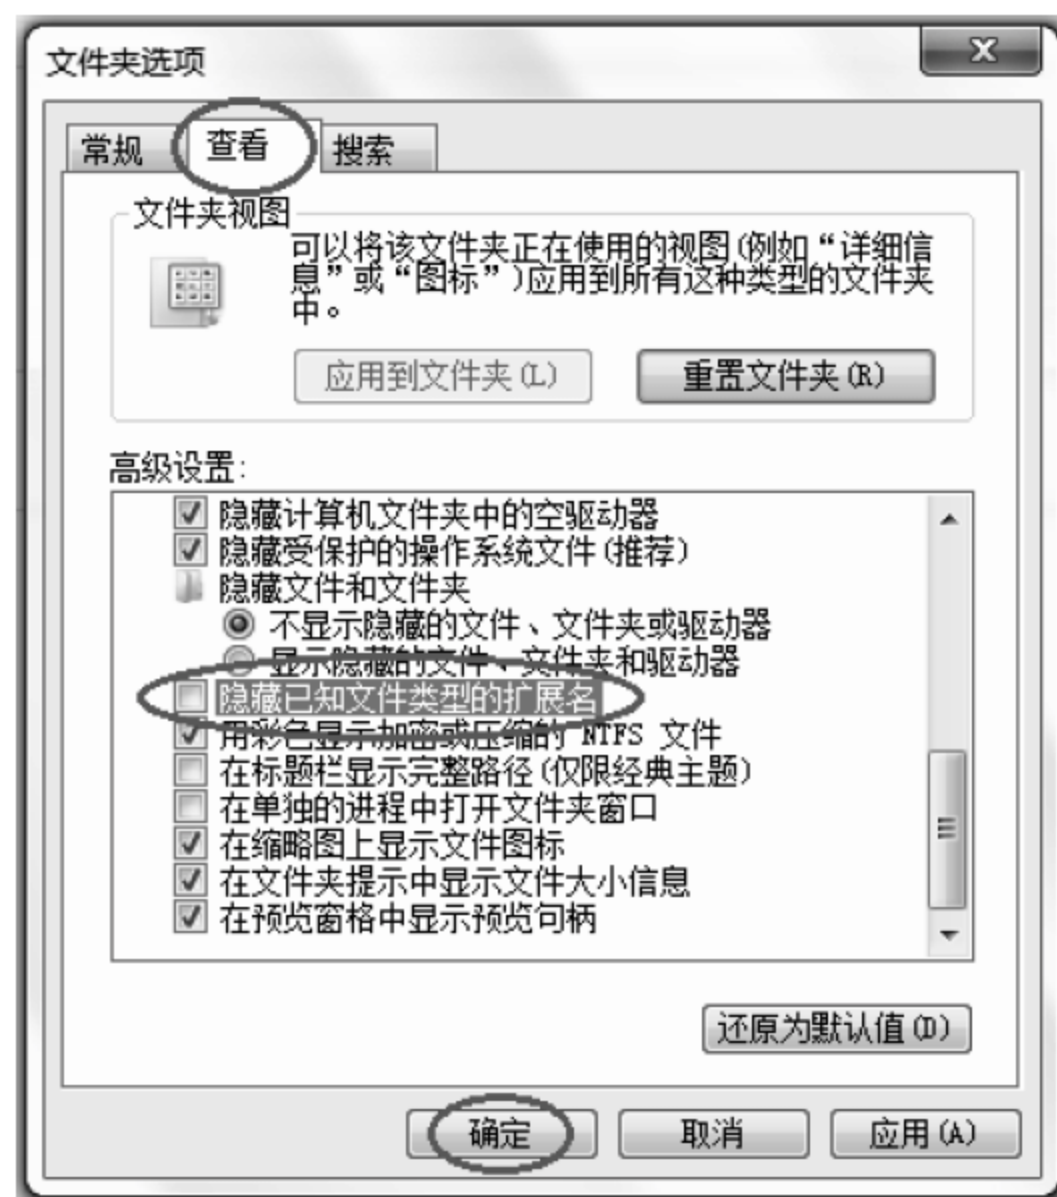 文件夹选项
常规 查看 搜索
文件夹视图
可以将该文件夹正在使用的视图(例如“详细信
息”或“图标”)应用到所有这种类型的文件夹
中。
应用到文件夹(L) 重置文件夹(R)
高级设置:
隐藏计算机文件夹中的空驱动器
隐藏受保护的操作系统文件(推荐)
隐藏文件和文件夹
不显示隐藏的文件、文件夹或驱动器
显示隐藏的文件、文件夹和驱动器
隐藏已知文件类型的扩展名
用彩色显示加密或压缩的 NTFS 文件
在标题栏显示完整路径(仅限经典主题)
在单独的进程中打开文件夹窗口
在缩略图上显示文件图标
在文件夹提示中显示文件大小信息
在预览窗格中显示预览句柄
还原为默认值(D)
确定 取消 应用(A)